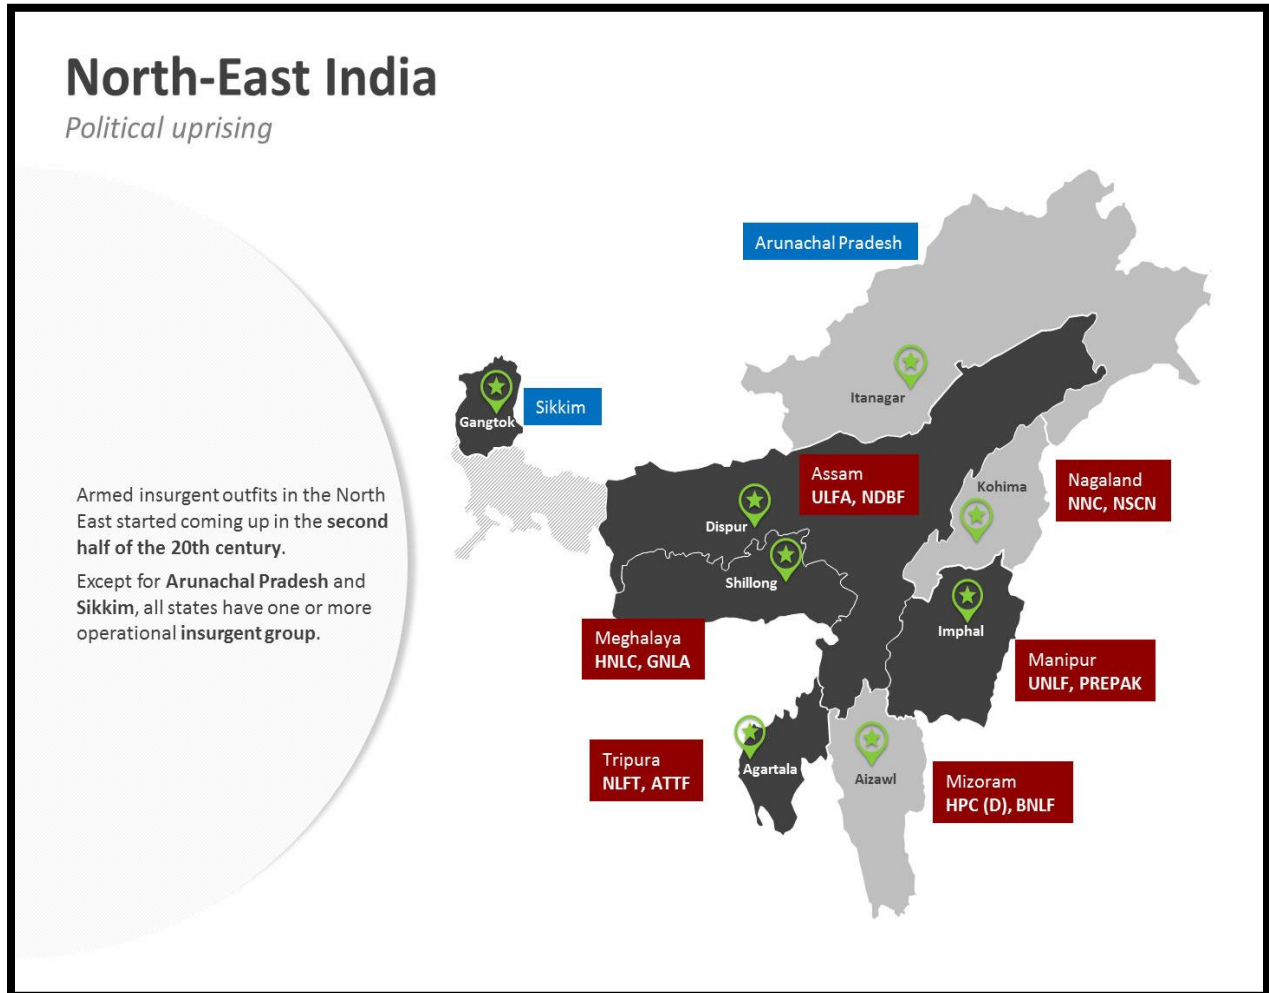 North-East India
Political uprising
Arunachal Pradesh
Itanagar
Gangtok
Sikkim
Assam
ULFA, NDBF
Kohima
Nagaland
NNC, NSCN
Armed insurgent outfits in the North
East started coming up in the second
half of the 20th century.
Except for Arunachal Pradesh and
Sikkim, all states have one or more
operational insurgent group.
Dispur
Shillong
Imphal
Meghalaya
HNLC, GNLA
Manipur
UNLF, PREPAK
Tripura
NLFT, ATTF
Agartala
Aizawl
Mizoram
HPC (D), BNLF